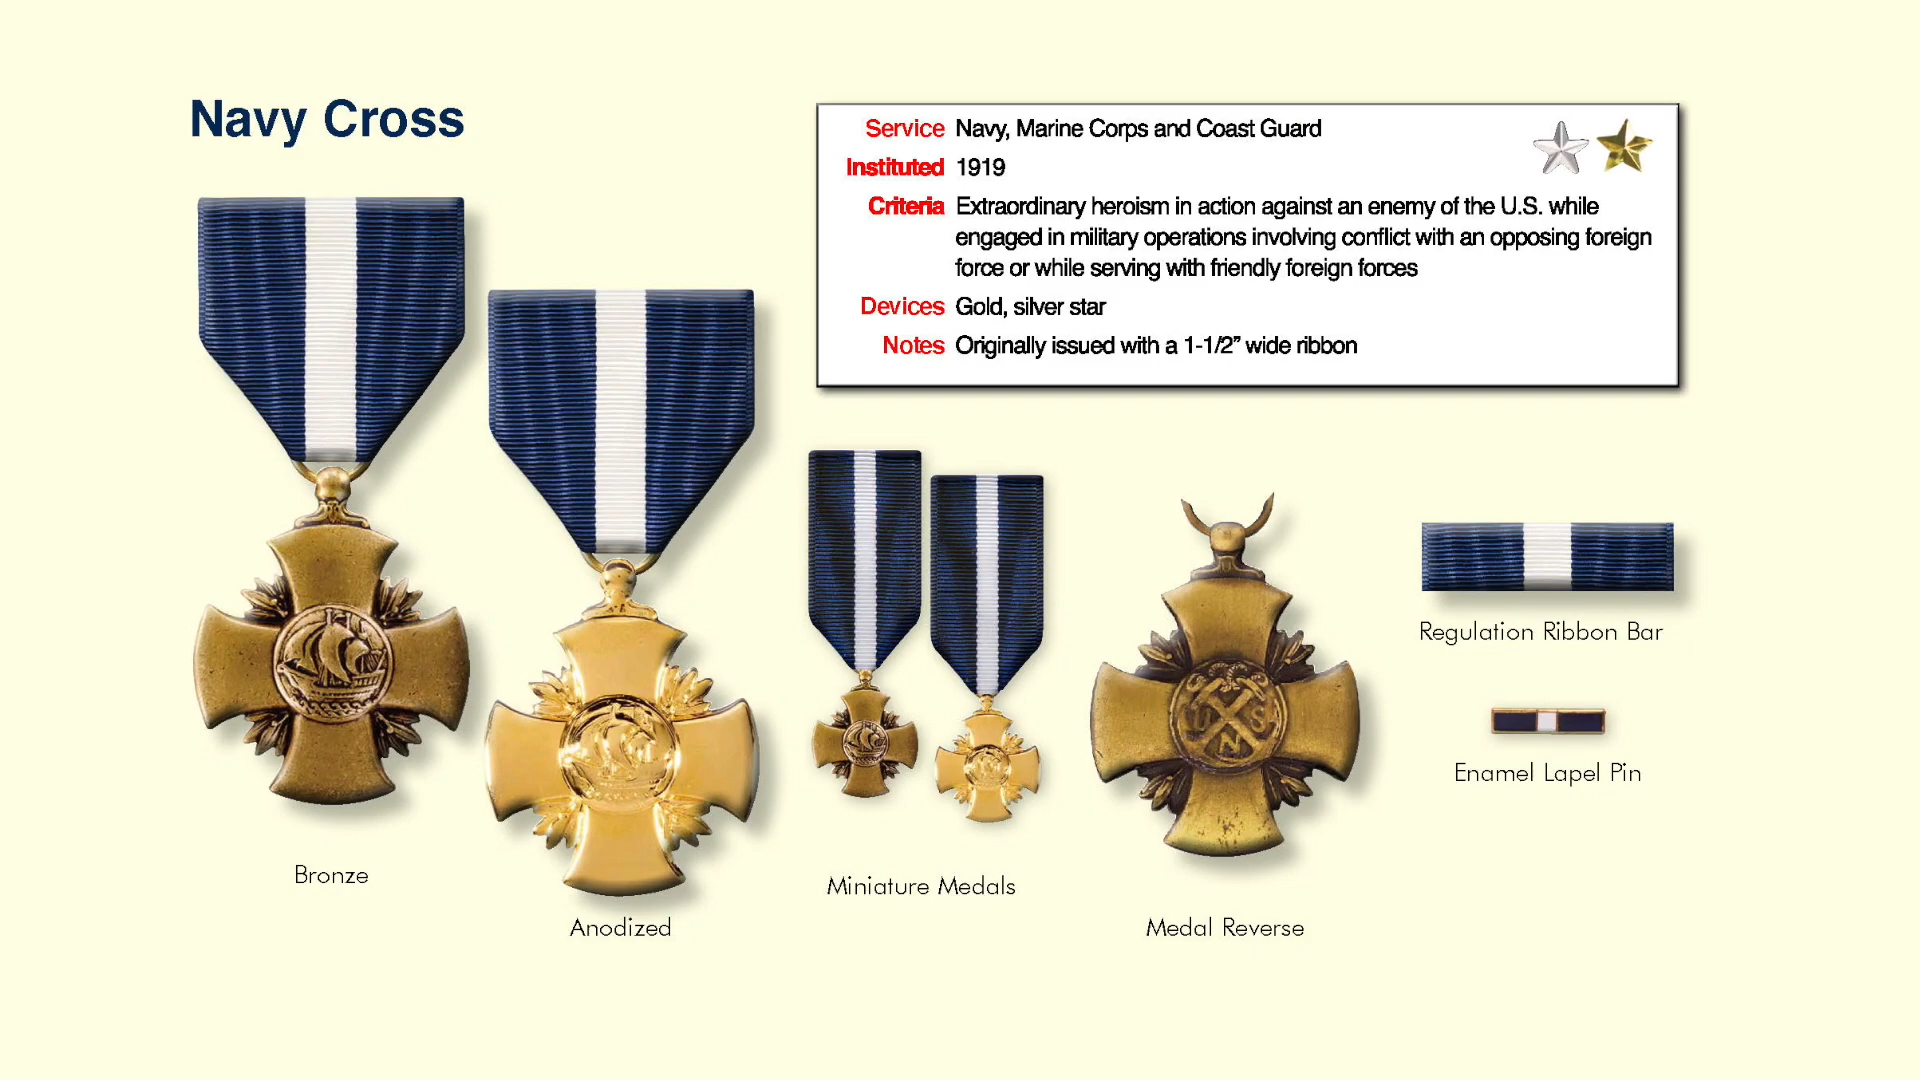 Navy Cross
Service Navy, Marine Corps and Coast Guard
Instituted 1919
Criteria Extraordinary heroism in action against an enemy of the U.S. while
engaged in military operations involving conflict with an opposing foreign
force or while serving with friendly foreign forces
Devices Gold, silver star
Notes Originally issued with a 1-1/2” wide ribbon
Bronze
Anodized
Miniature Medals
U S
N
Medal Reverse
Regulation Ribbon Bar
Enamel Lapel Pin